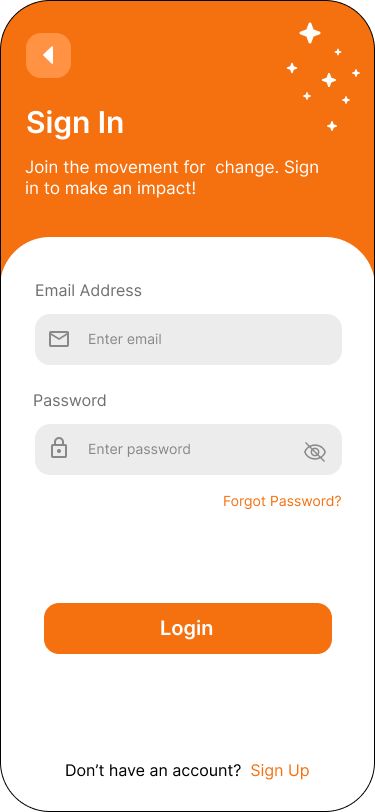 Sign In
Join the movement for  change. Sign
in to make an impact!
Email Address
Enter email
Password
Enter password
Forgot Password?
Login
Don’t have an account?  Sign Up